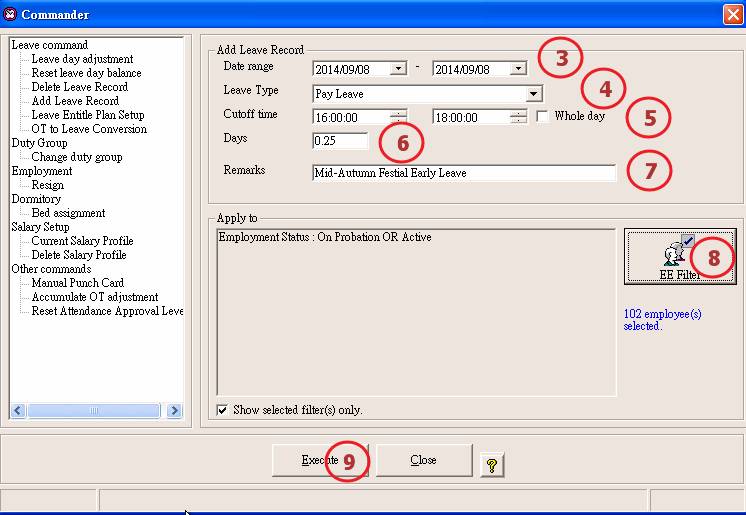 Commander
Leave command
Leave day adjustment
Reset leave day balance
Delete Leave Record
Add Leave Record
Leave Entitle Plan Setup
OT to Leave Conversion
Duty Group
Change duty group
Employment
Resign
Dormitory
Bed assignment
Salary Setup
Current Salary Profile
Delete Salary Profile
Other commands
Manual Punch Card
Accumulate OT adjustment
Reset Attendance Approval Leve
Add Leave Record
Date range 2014/09/08 - 2014/09/08 3
Leave Type Pay Leave 4
Cutoff time 16:00:00 18:00:00 Whole day 5
Days 0.25 6
Remarks Mid-Autumn Festial Early Leave 7
Apply to
Employment Status : On Probation OR Active
EE Filter 8
102 employee(s)
selected.
Show selected filter(s) only.
Execute 9 Close ?